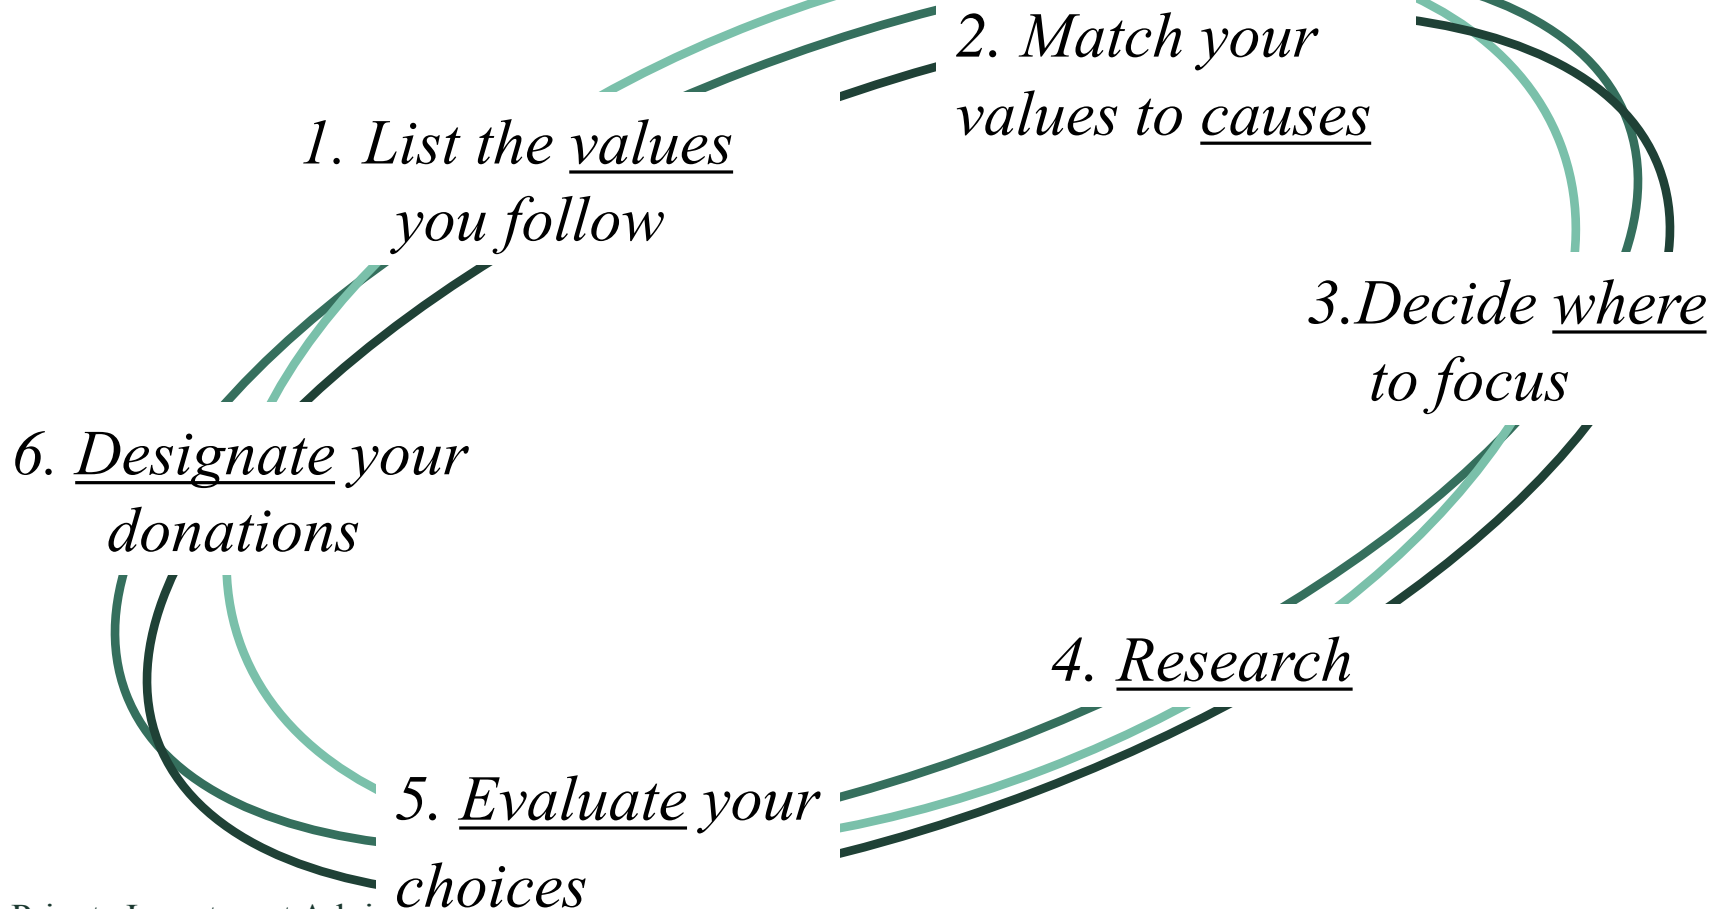 1. List the values
you follow
2. Match your
values to causes
3.Decide where
to focus
4. Research
5. Evaluate your
choices
6. Designate your
donations